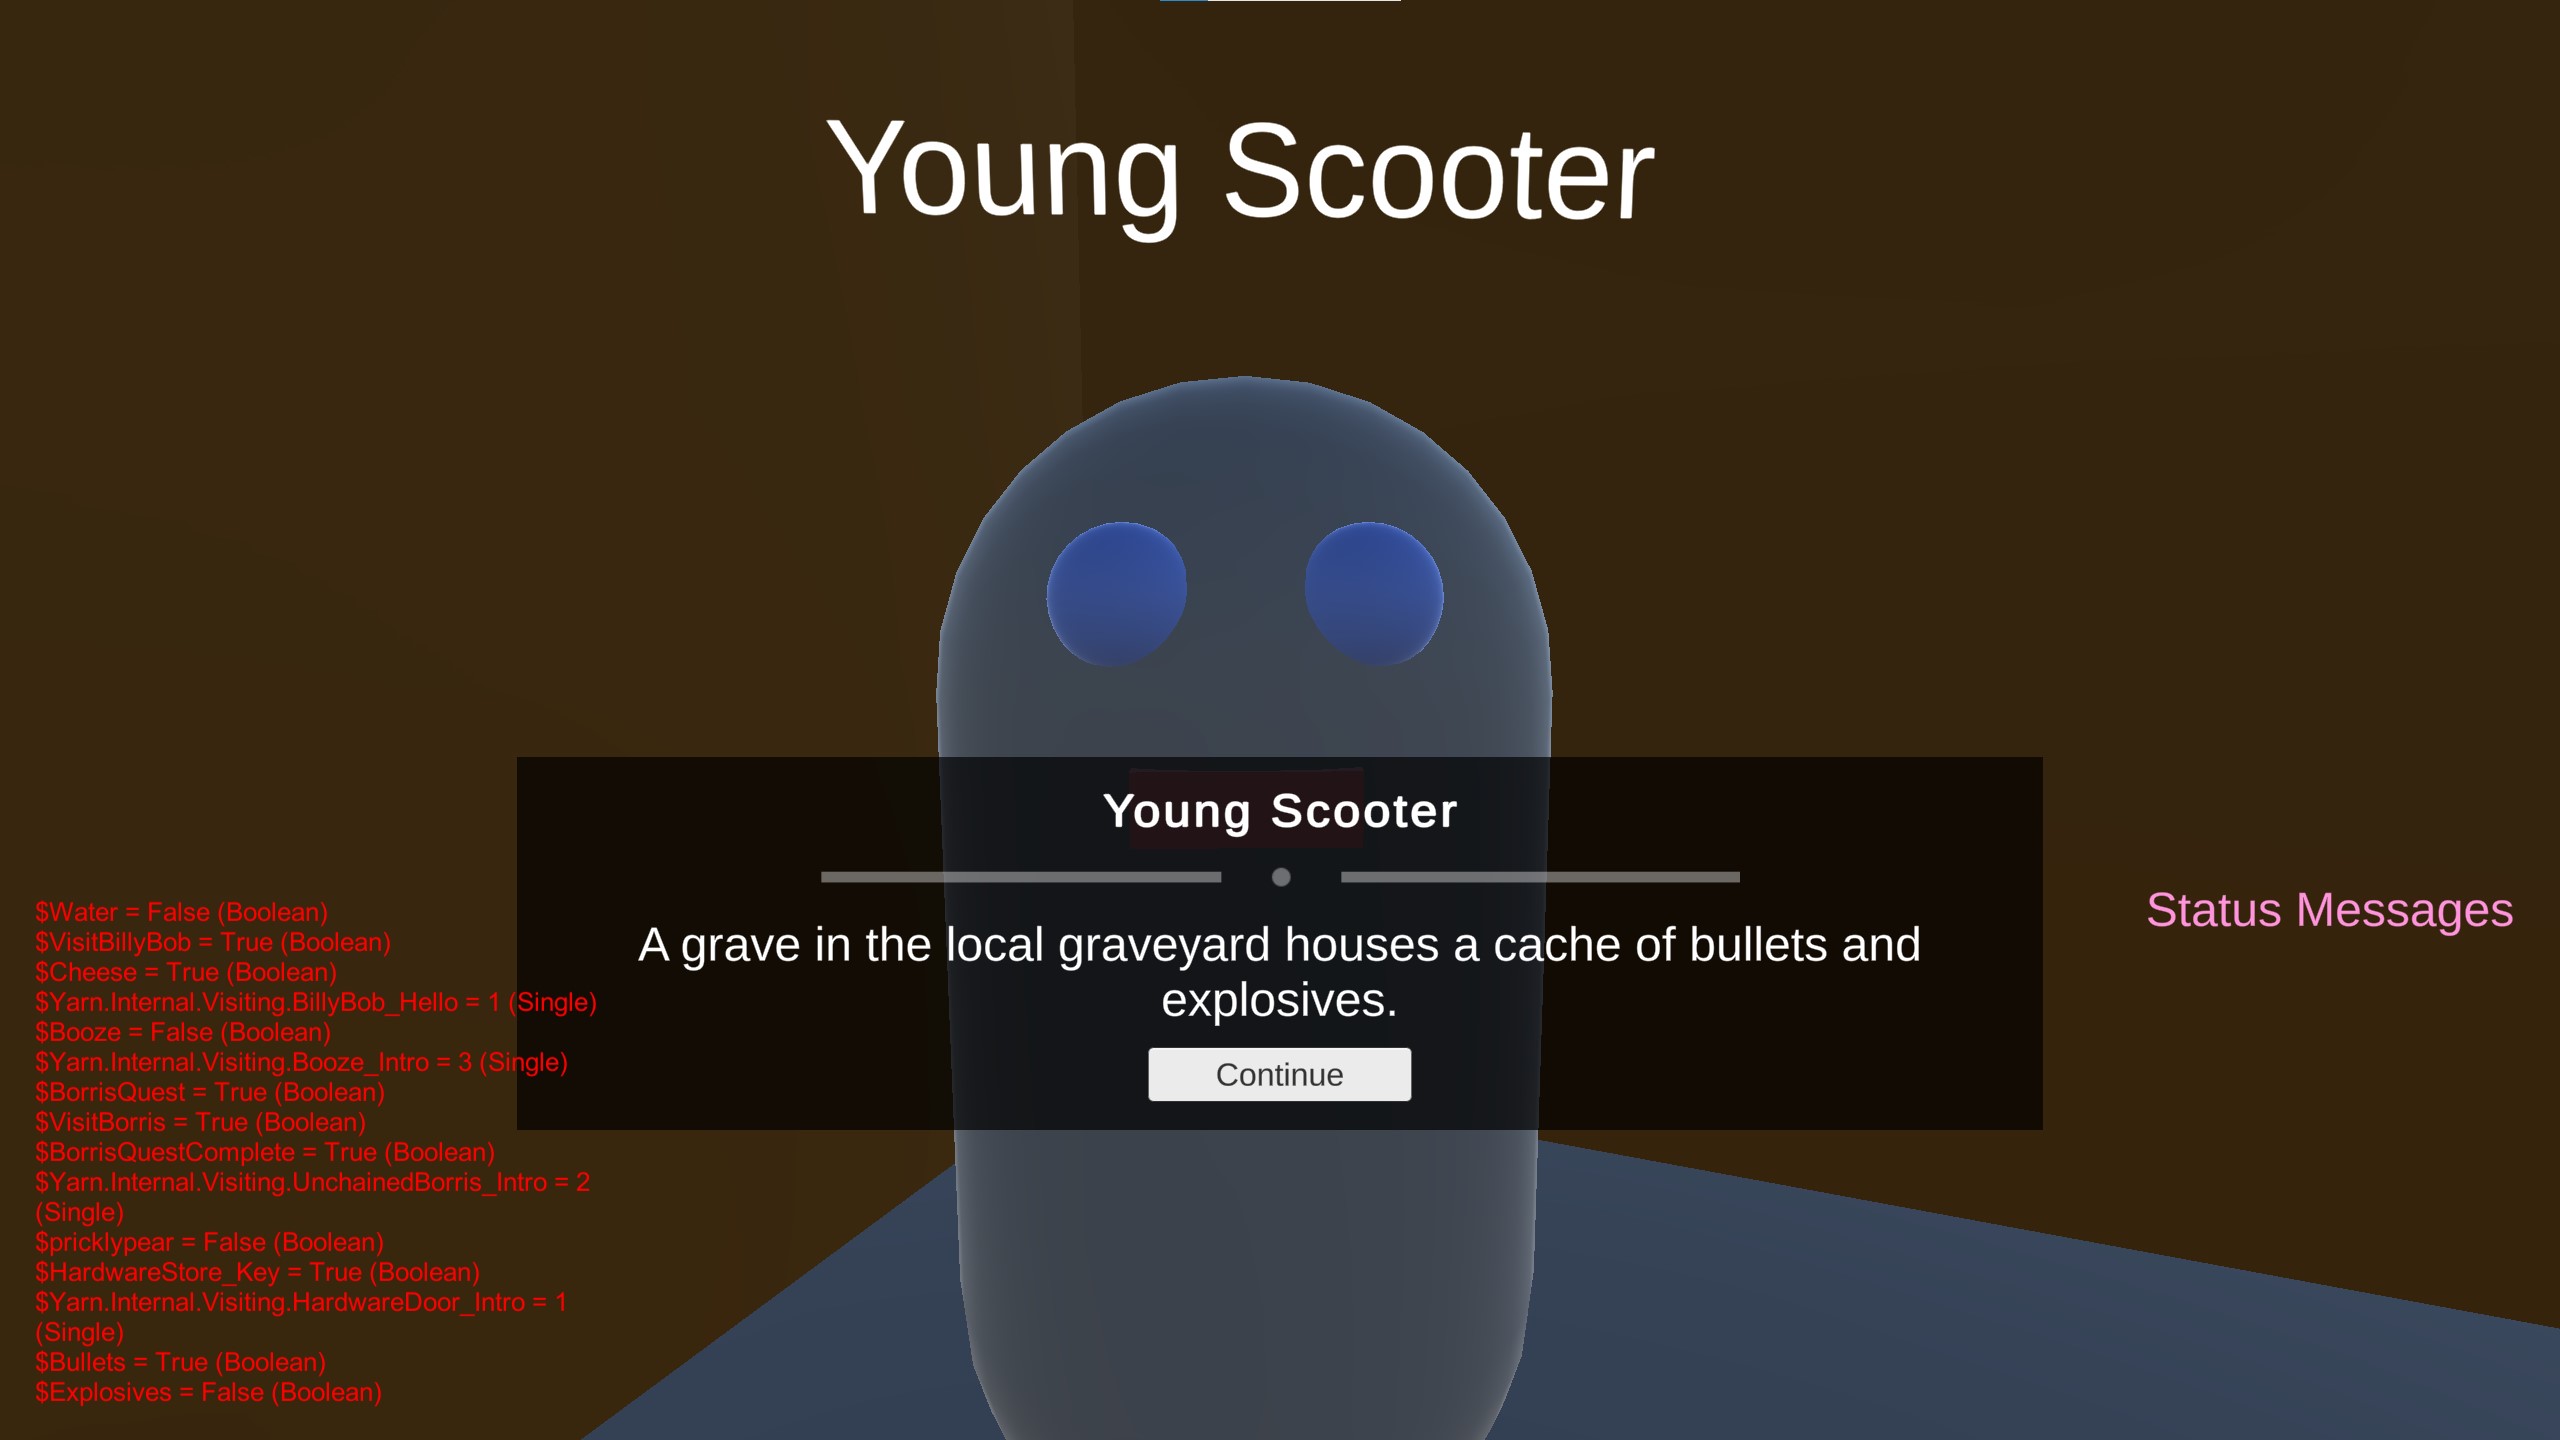 Young Scooter
Young Scooter
A grave in the local graveyard houses a cache of bullets and
explosives.
Continue
$Water = False (Boolean)
$VisitBillyBob = True (Boolean)
$Cheese = True (Boolean)
$Yarn.Internal.Visiting.BillyBob_Hello = 1 (Single)
$Booze = False (Boolean)
$Yarn.Internal.Visiting.Booze_Intro = 3 (Single)
$BorrisQuest = True (Boolean)
$VisitBorris = True (Boolean)
$BorrisQuestComplete = True (Boolean)
$Yarn.Internal.Visiting.UnchainedBorris_Intro = 2
(Single)
$pricklypear = False (Boolean)
$HardwareStore_Key = True (Boolean)
$Yarn.Internal.Visiting.HardwareDoor_Intro = 1
(Single)
$Bullets = True (Boolean)
$Explosives = False (Boolean)
Status Messages